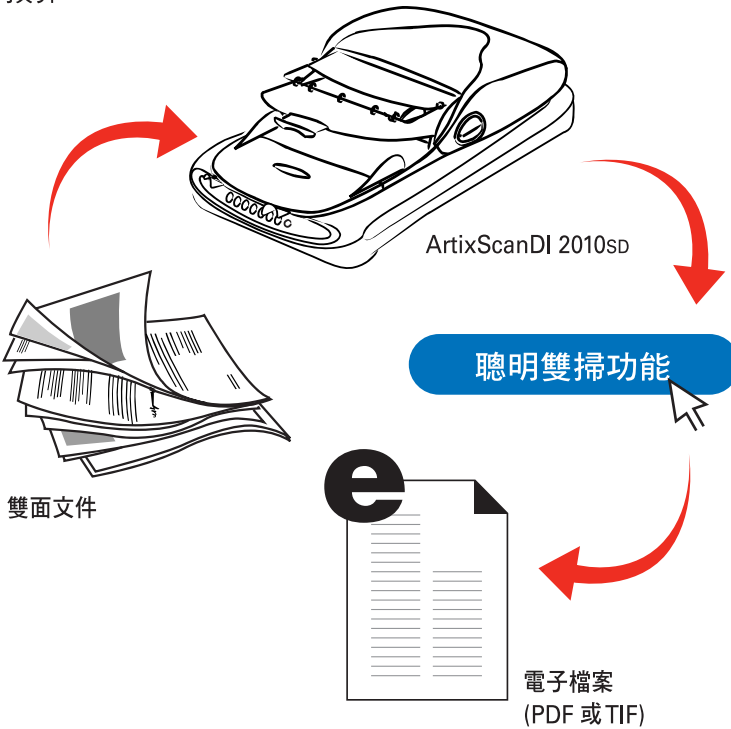 ArtixScanDI 2010SD
聰明雙掃功能
雙面文件
e
電子檔案
(PDF 或 TIF)